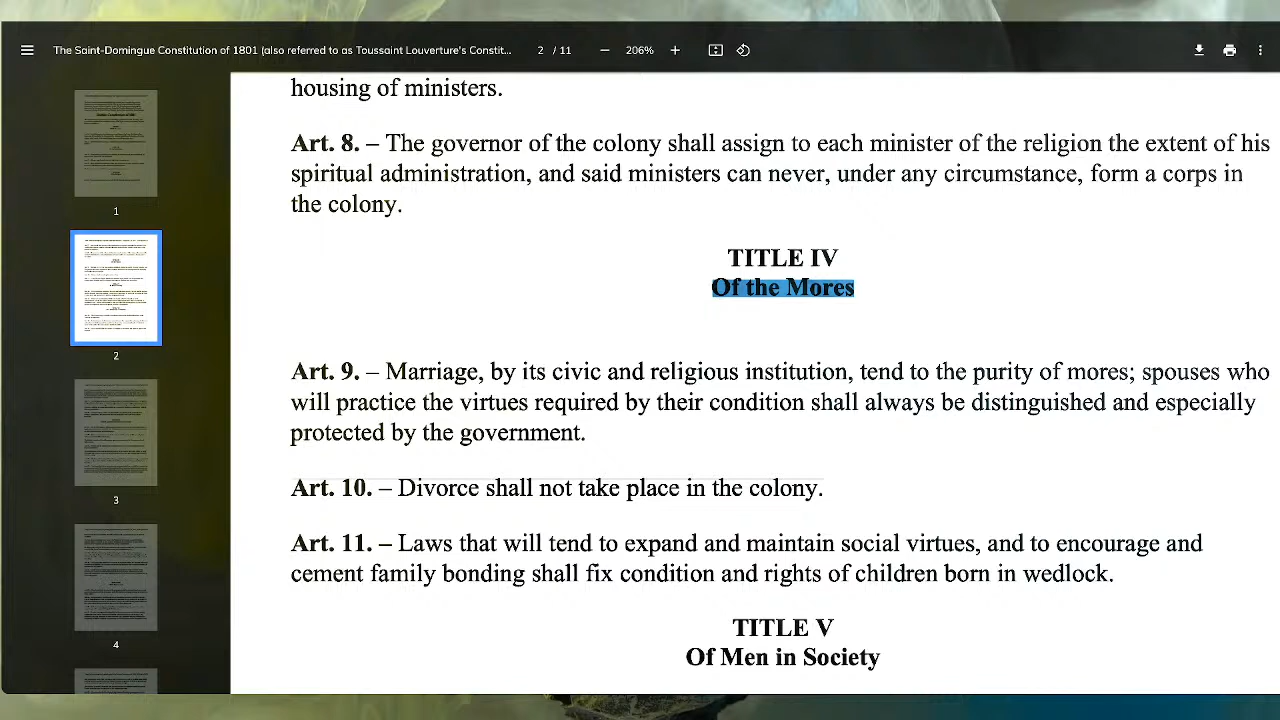 The Saint-Domingue Constitution of 1801 (also referred to as Toussaint Louverture's Constit... 2 / 11 206%
housing of ministers.
Art. 8. – The governor of the colony shall assign to each minister of the religion the extent of his
spiritual administration, and said ministers can never, under any circumstance, form a corps in
the colony.
TITLE IV
Of the Mores
Art. 9. – Marriage, by its civic and religious institution, tend to the purity of mores; spouses who
will practice the virtues required by their condition shall always be distinguished and especially
protected by the government.
Art. 10. – Divorce shall not take place in the colony.
Art. 11. – Laws that will tend to expand and maintain social virtues, and to encourage and
cement family bonding shall fix condition and rights of children born in wedlock.
TITLE V
Of Men in Society
1
2
3
4